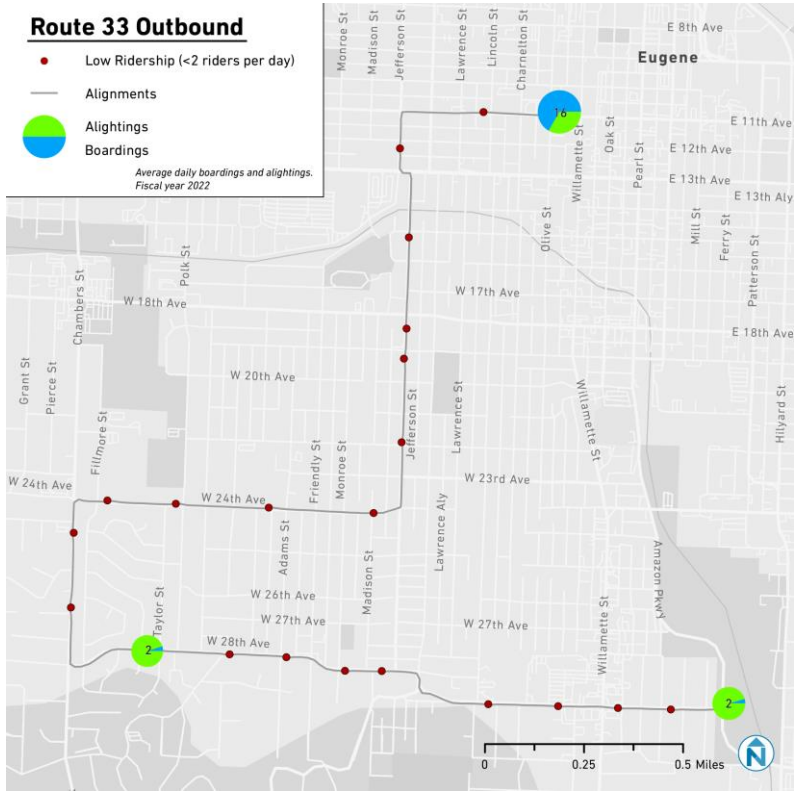 Route 33 Outbound
Low Ridership (<2 riders per day)
Alignments
Alightings
Boardings
Average daily boardings and alightings.
Fiscal year 2022
Monroe St
Madison St
Jefferson St
Lawrence St
Lincoln St
Charnelton St
E 8th Ave
Eugene
16
E 11th Ave
Willamette St
Oak St
Pearl St
E 12th Ave
E 13th Ave
E 13th Aly
Olive St
Mill St
Ferry St
Patterson St
Polk St
Chambers St
W 17th Ave
W 18th Ave
E 18th Ave
Grant St
Pierce St
W 20th Ave
Fillmore St
Friendly St
Monroe St
Jefferson St
Lawrence St
Willamette St
Hilyard St
W 24th Ave
W 24th Ave
W 23rd Ave
Adams St
Madison St
Lawrence Aly
Amazon Pkwy
W 26th Ave
Taylor St
W 27th Ave
W 27th Ave
Willamette St
2
W 28th Ave
2
0
0.25
0.5 Miles
N